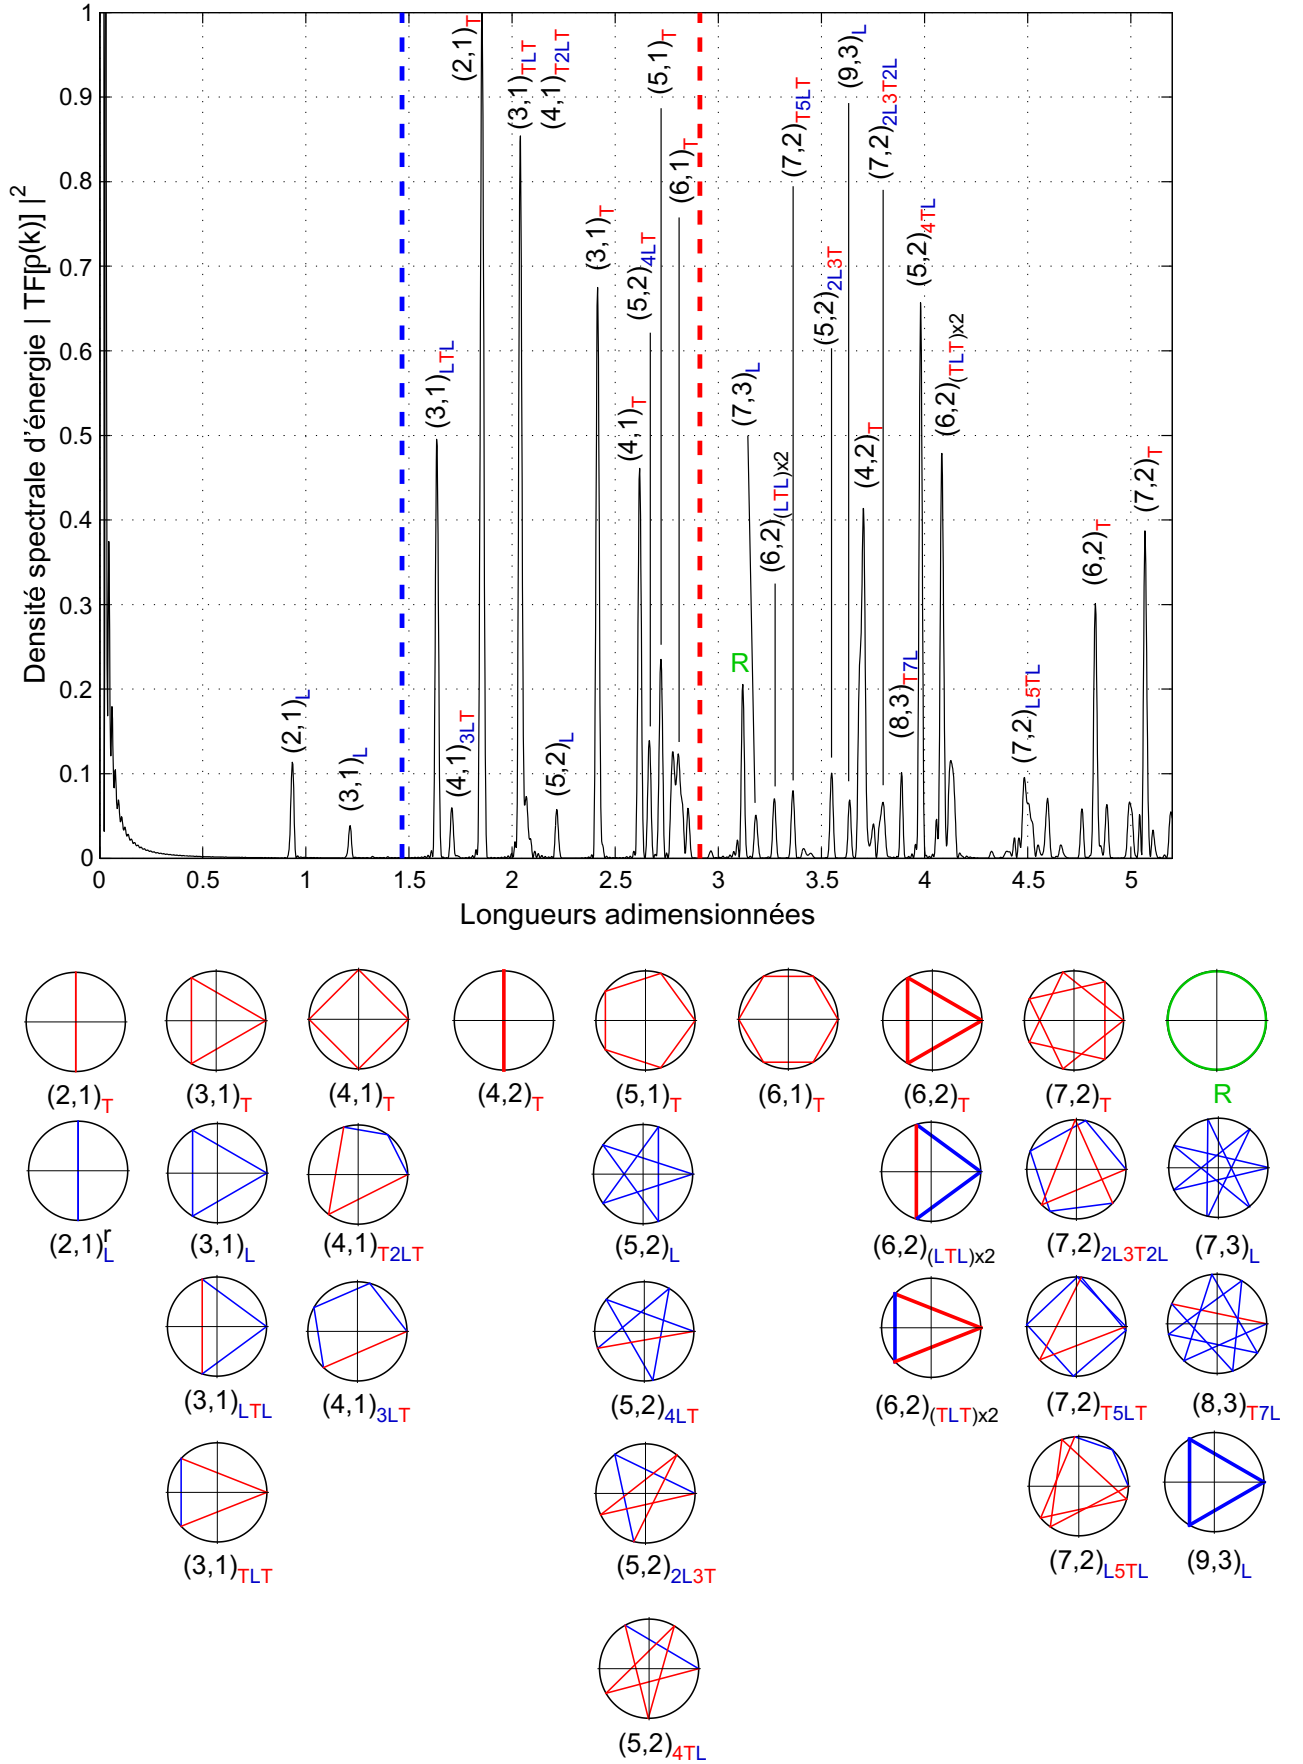 Densité spectrale d'énergie | TF[ρ(k)] |²
1
0.9
0.8
0.7
0.6
0.5
0.4
0.3
0.2
0.1
0
(2,1)L
(3,1)L
(3,1)LTL
(4,1)3LT
(2,1)T
(3,1)TLT
(4,1)T2LT
(5,2)L
(3,1)T
(4,1)T
(5,2)4LT
(5,1)T
(6,1)T
R
(7,3)L
(6,2)(LTL)x2
(7,2)T5LT
(5,2)2L3T
(9,3)L
(4,2)T
(7,2)2L3T2L
(8,3)T7L
(5,2)4TL
(6,2)(TLT)x2
(7,2)L5TL
(6,2)T
(7,2)T
0 0.5 1 1.5 2 2.5 3 3.5 4 4.5 5
Longueurs adimensionnées
(2,1)T (3,1)T (4,1)T (4,2)T (5,1)T (6,1)T (6,2)T (7,2)T R
(2,1)rL (3,1)L (4,1)T2LT (5,2)L (6,2)(LTL)x2 (7,2)2L3T2L (7,3)L
(3,1)LTL (4,1)3LT (5,2)4LT (6,2)(TLT)x2 (7,2)T5LT (8,3)T7L
(3,1)TLT (5,2)2L3T (7,2)L5TL (9,3)L
(5,2)4TL